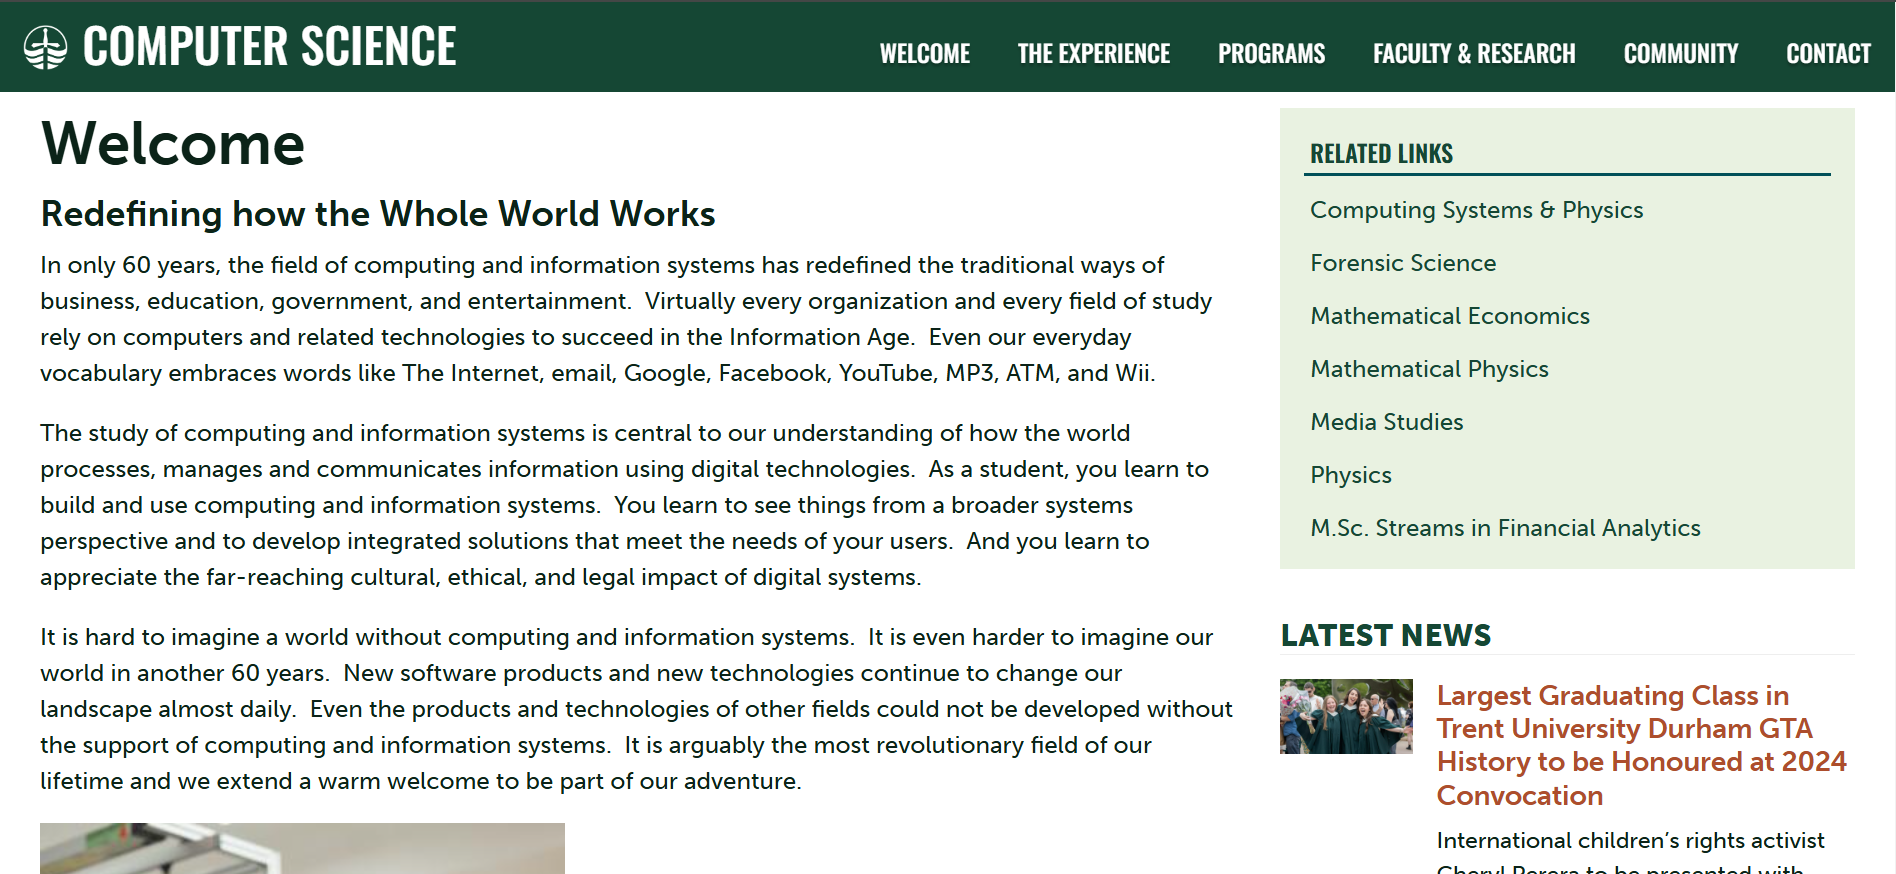 COMPUTER SCIENCE
WELCOME THE EXPERIENCE PROGRAMS FACULTY & RESEARCH COMMUNITY CONTACT
Welcome
Redefining how the Whole World Works
In only 60 years, the field of computing and information systems has redefined the traditional ways of
business, education, government, and entertainment.  Virtually every organization and every field of study
rely on computers and related technologies to succeed in the Information Age.  Even our everyday
vocabulary embraces words like The Internet, email, Google, Facebook, YouTube, MP3, ATM, and Wii.
The study of computing and information systems is central to our understanding of how the world
processes, manages and communicates information using digital technologies.  As a student, you learn to
build and use computing and information systems.  You learn to see things from a broader systems
perspective and to develop integrated solutions that meet the needs of your users.  And you learn to
appreciate the far-reaching cultural, ethical, and legal impact of digital systems.
It is hard to imagine a world without computing and information systems.  It is even harder to imagine our
world in another 60 years.  New software products and new technologies continue to change our
landscape almost daily.  Even the products and technologies of other fields could not be developed without
the support of computing and information systems.  It is arguably the most revolutionary field of our
lifetime and we extend a warm welcome to be part of our adventure.
RELATED LINKS
Computing Systems & Physics
Forensic Science
Mathematical Economics
Mathematical Physics
Media Studies
Physics
M.Sc. Streams in Financial Analytics
LATEST NEWS
Largest Graduating Class in
Trent University Durham GTA
History to be Honoured at 2024
Convocation
International children's rights activist
Cheryl Perera to be presented with